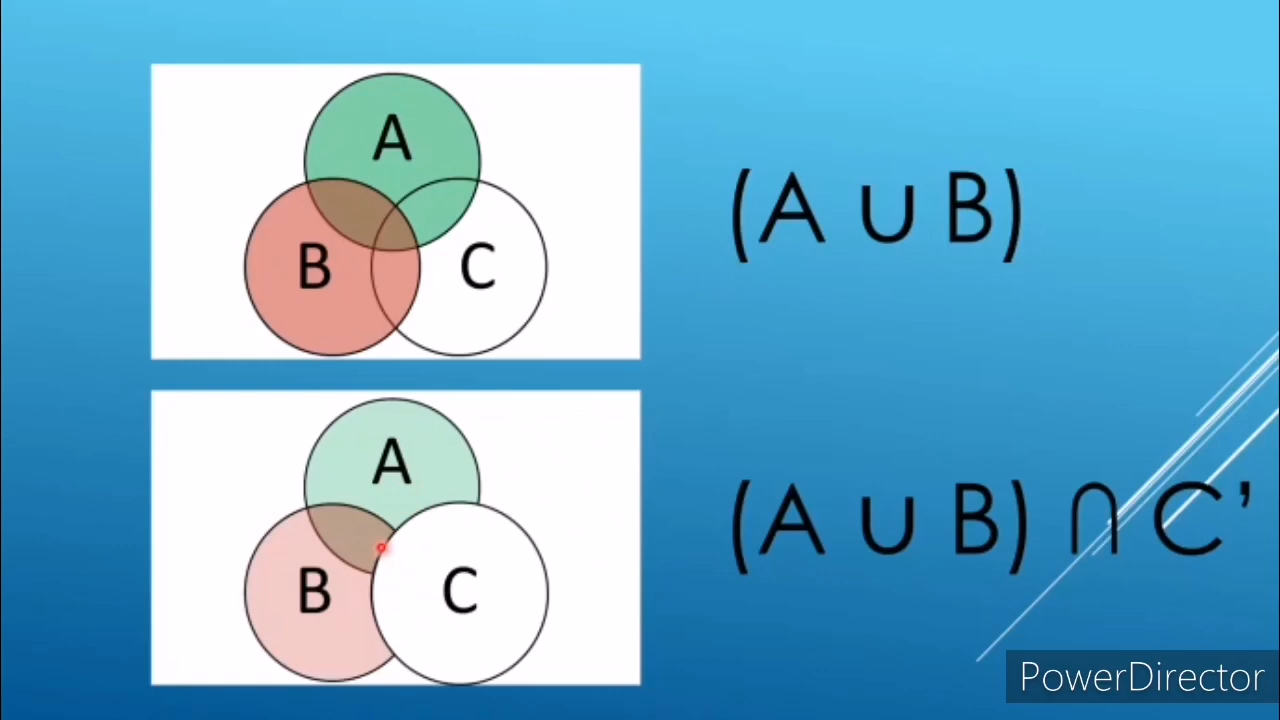 A
B C
(A ∪ B)
A
B C
(A ∪ B) ∩ C’
PowerDirector